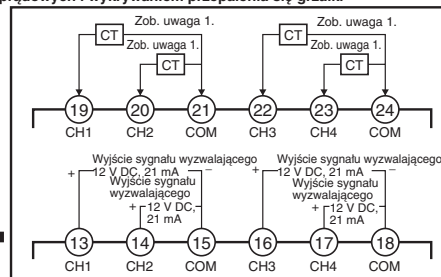 prądowych i wykrywaniem przepalenia się grzałki
Zob. uwaga 1. Zob. uwaga 1.
CT CT
Zob. uwaga 1. Zob. uwaga 1.
CT CT
19 20 21 22 23 24
CH1 CH2 COM CH3 CH4 COM
Wyjście sygnału wyzwalającego Wyjście sygnału wyzwalającego
+ 12 V DC, 21 mA – + 12 V DC, 21 mA –
Wyjście sygnału Wyjście sygnału
wyzwalającego wyzwalającego
+ 12 V DC, + 12 V DC,
21 mA 21 mA
13 14 15 16 17 18
CH1 CH2 COM CH3 CH4 COM